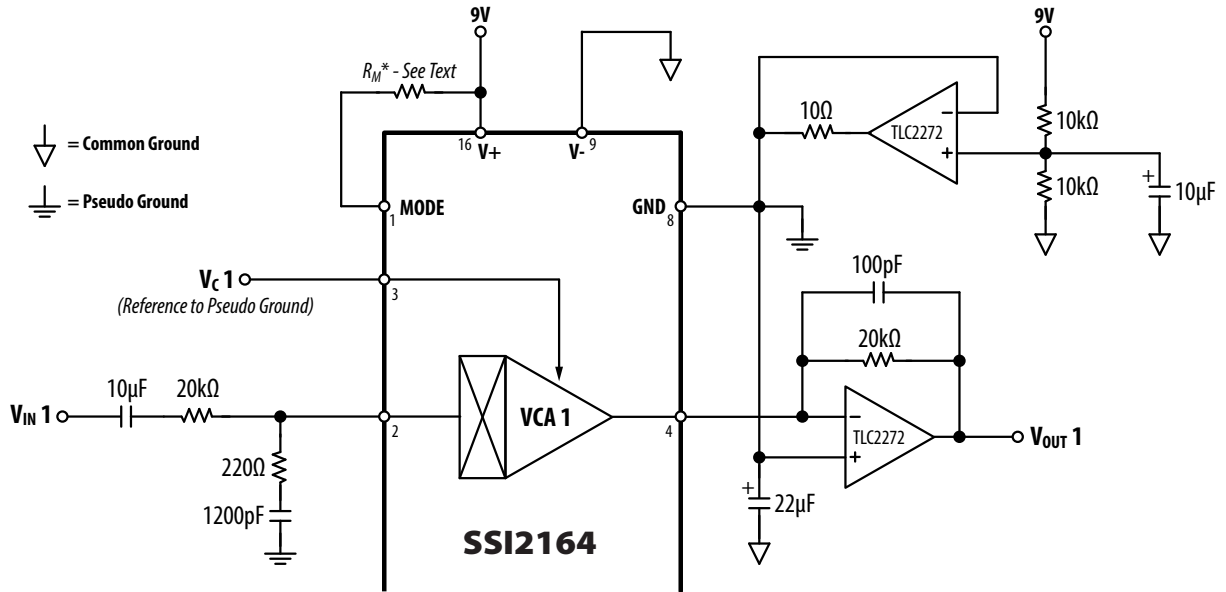 9V
9V
R_M* - See Text
10Ω
TLC2272
−
+
10kΩ
10kΩ
+
10µF
= Common Ground
= Pseudo Ground
16
V+
V-
9
MODE
1
GND
8
V_C 1
(Reference to Pseudo Ground)
3
100pF
20kΩ
10µF
20kΩ
V_IN 1
2
VCA 1
4
−
TLC2272
+
V_OUT 1
220Ω
1200pF
+
22µF
SSI2164